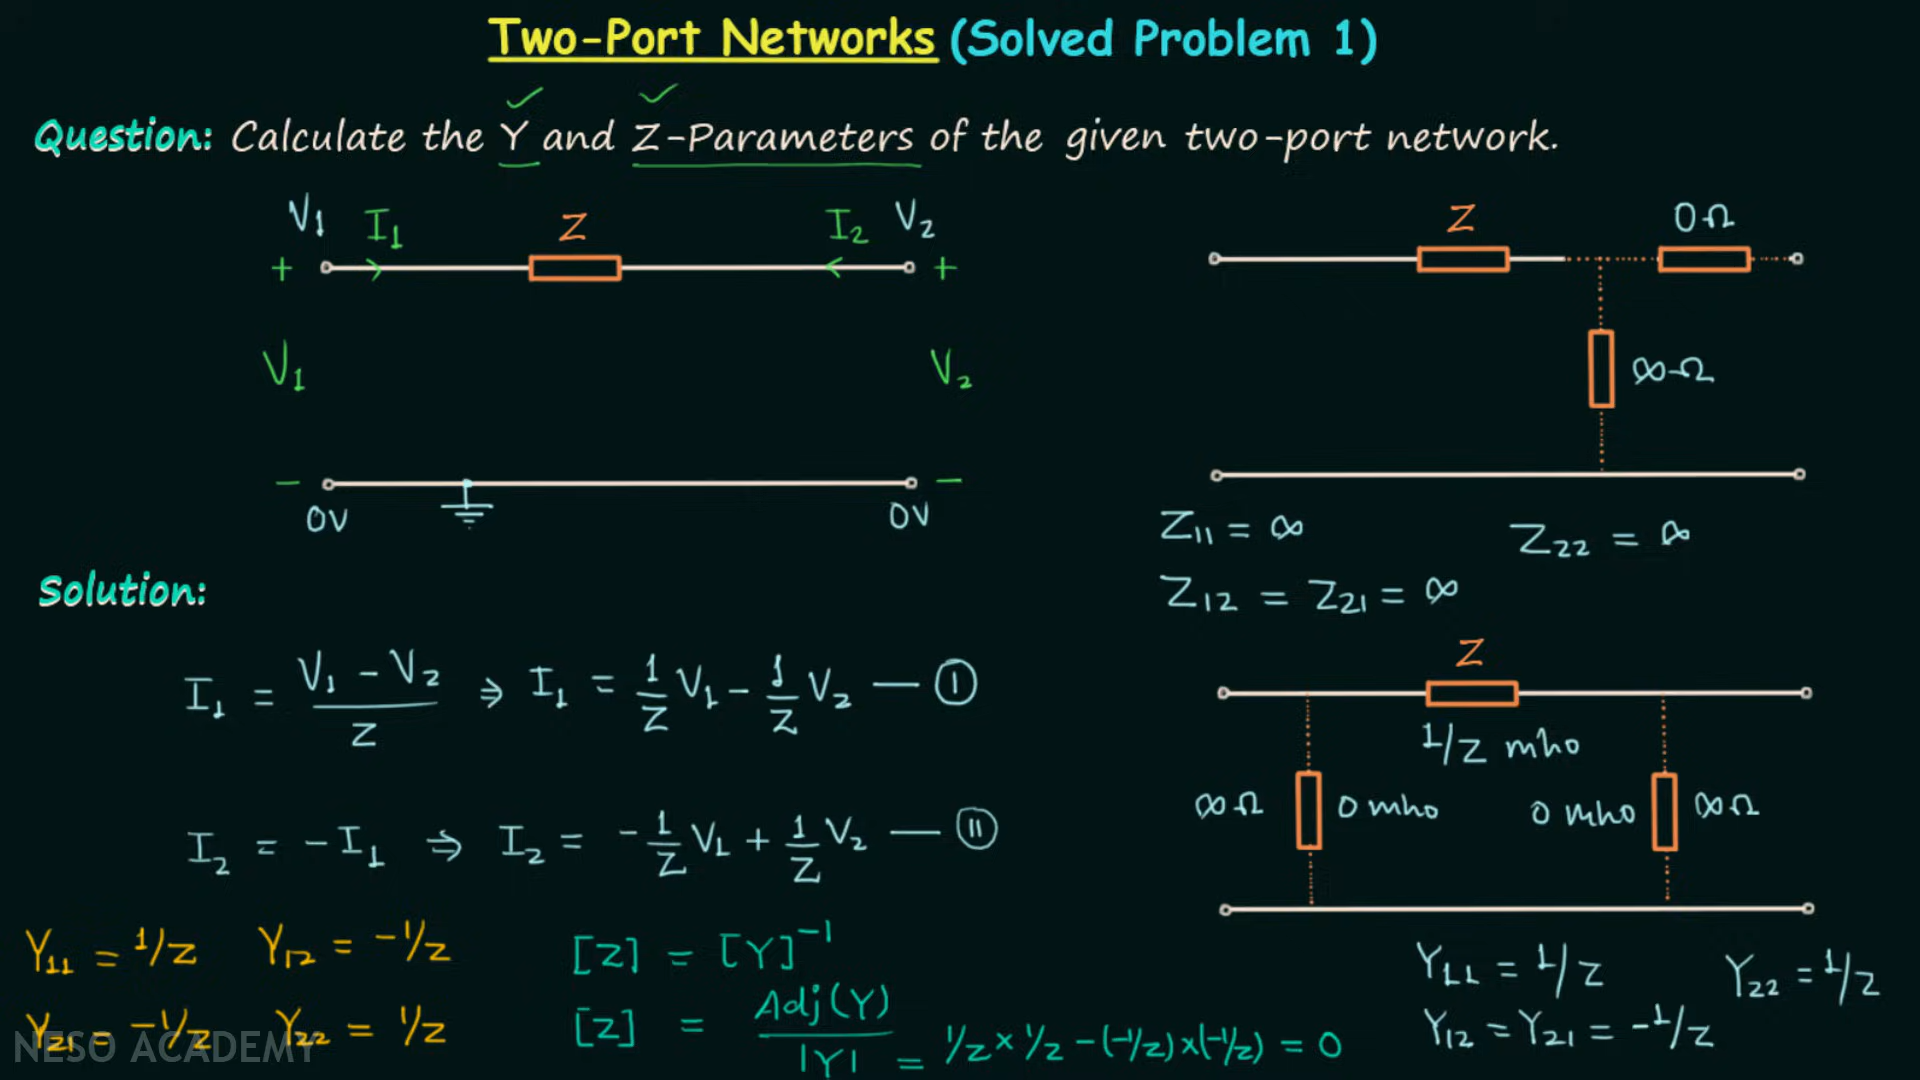 Two-Port Networks (Solved Problem 1)
Question: Calculate the Y and Z-Parameters of the given two-port network.
V₁ I₁ Z I₂ V₂
+ +
V₁ V₂
− −
0V 0V
Z 0Ω
∞Ω
Z₁₁ = ∞ Z₂₂ = ∞
Z₁₂ = Z₂₁ = ∞
Solution:
I₁ = (V₁ − V₂)/Z ⇒ I₁ = 1/Z V₁ − 1/Z V₂ — Ⅰ
I₂ = −I₁ ⇒ I₂ = −1/Z V₁ + 1/Z V₂ — Ⅱ
Z
1/Z mho
∞Ω 0 mho 0 mho ∞Ω
Y₁₁ = 1/Z Y₁₂ = −1/Z
Y₂₁ = −1/Z Y₂₂ = 1/Z
[Z] = [Y]⁻¹
[Z] = Adj(Y)/|Y| = 1/Z × 1/Z − (−1/Z)×(−1/Z) = 0
Y₁₁ = 1/Z Y₂₂ = 1/Z
Y₁₂ = Y₂₁ = −1/Z
NESO ACADEMY